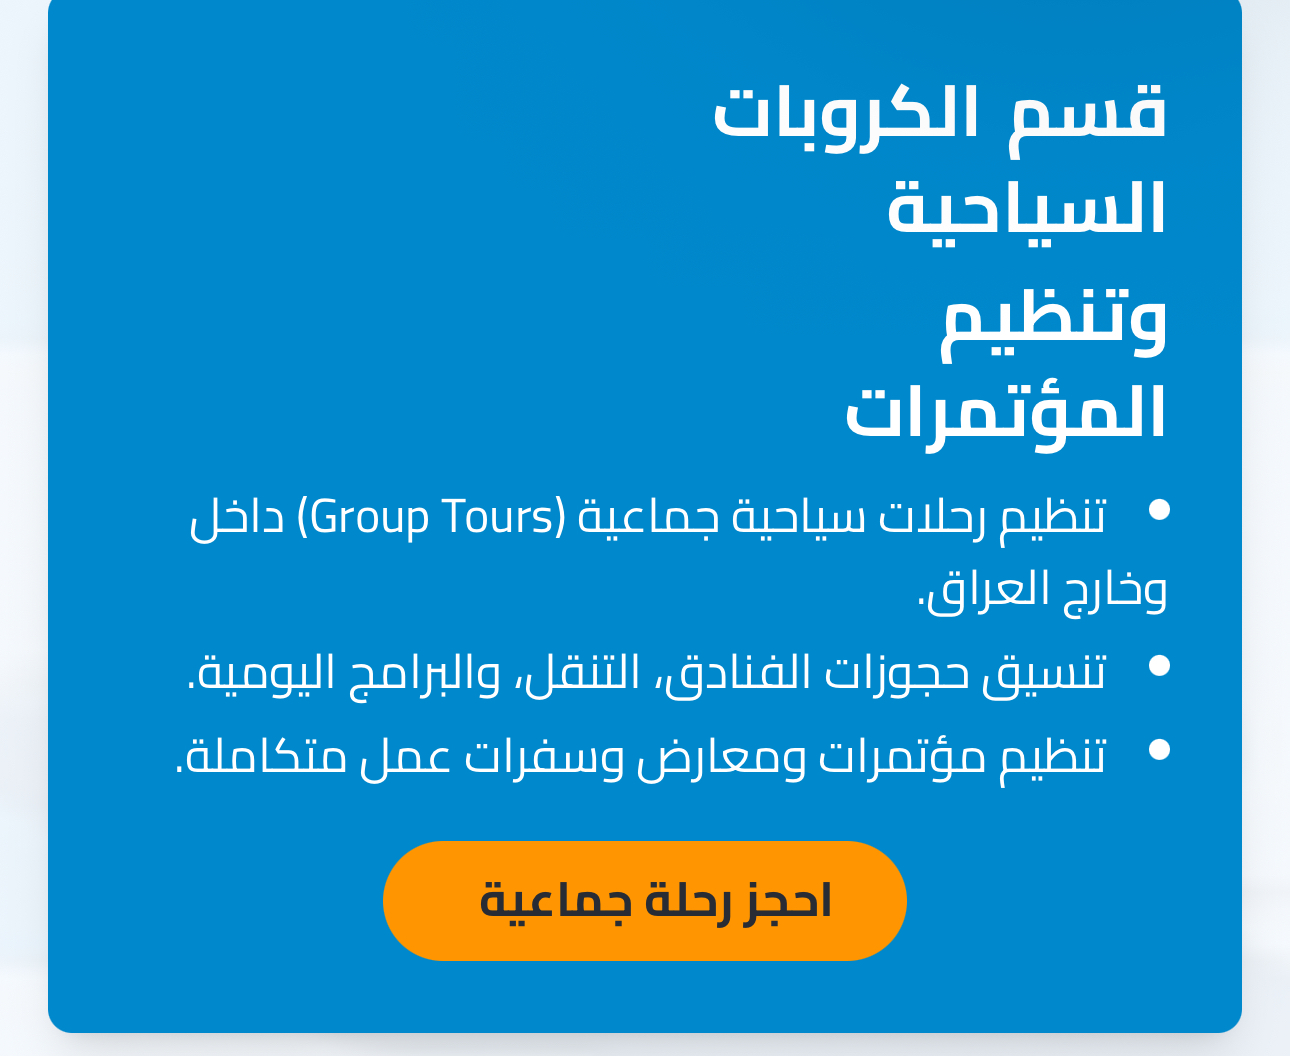 قسم الكروبات
السياحية
وتنظيم
المؤتمرات
• تنظيم رحلات سياحية جماعية (Group Tours) داخل
وخارج العراق.
• تنسيق حجوزات الفنادق، التنقل، والبرامج اليومية.
• تنظيم مؤتمرات ومعارض وسفرات عمل متكاملة.
احجز رحلة جماعية